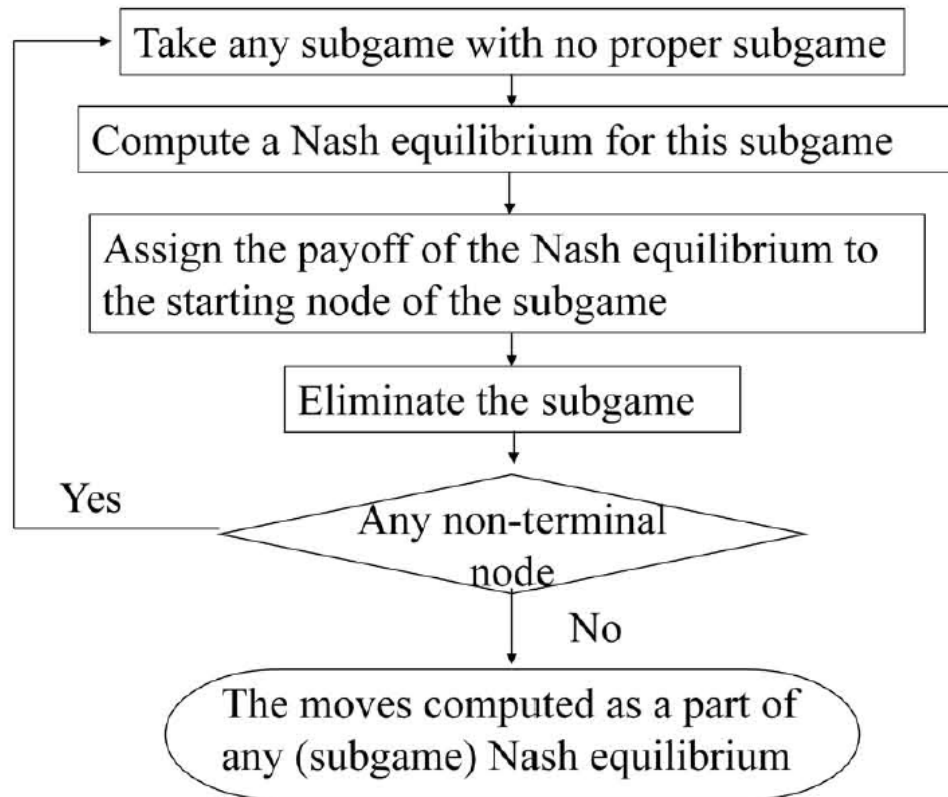 Take any subgame with no proper subgame
Compute a Nash equilibrium for this subgame
Assign the payoff of the Nash equilibrium to
the starting node of the subgame
Eliminate the subgame
Yes
Any non-terminal
node
No
The moves computed as a part of
any (subgame) Nash equilibrium